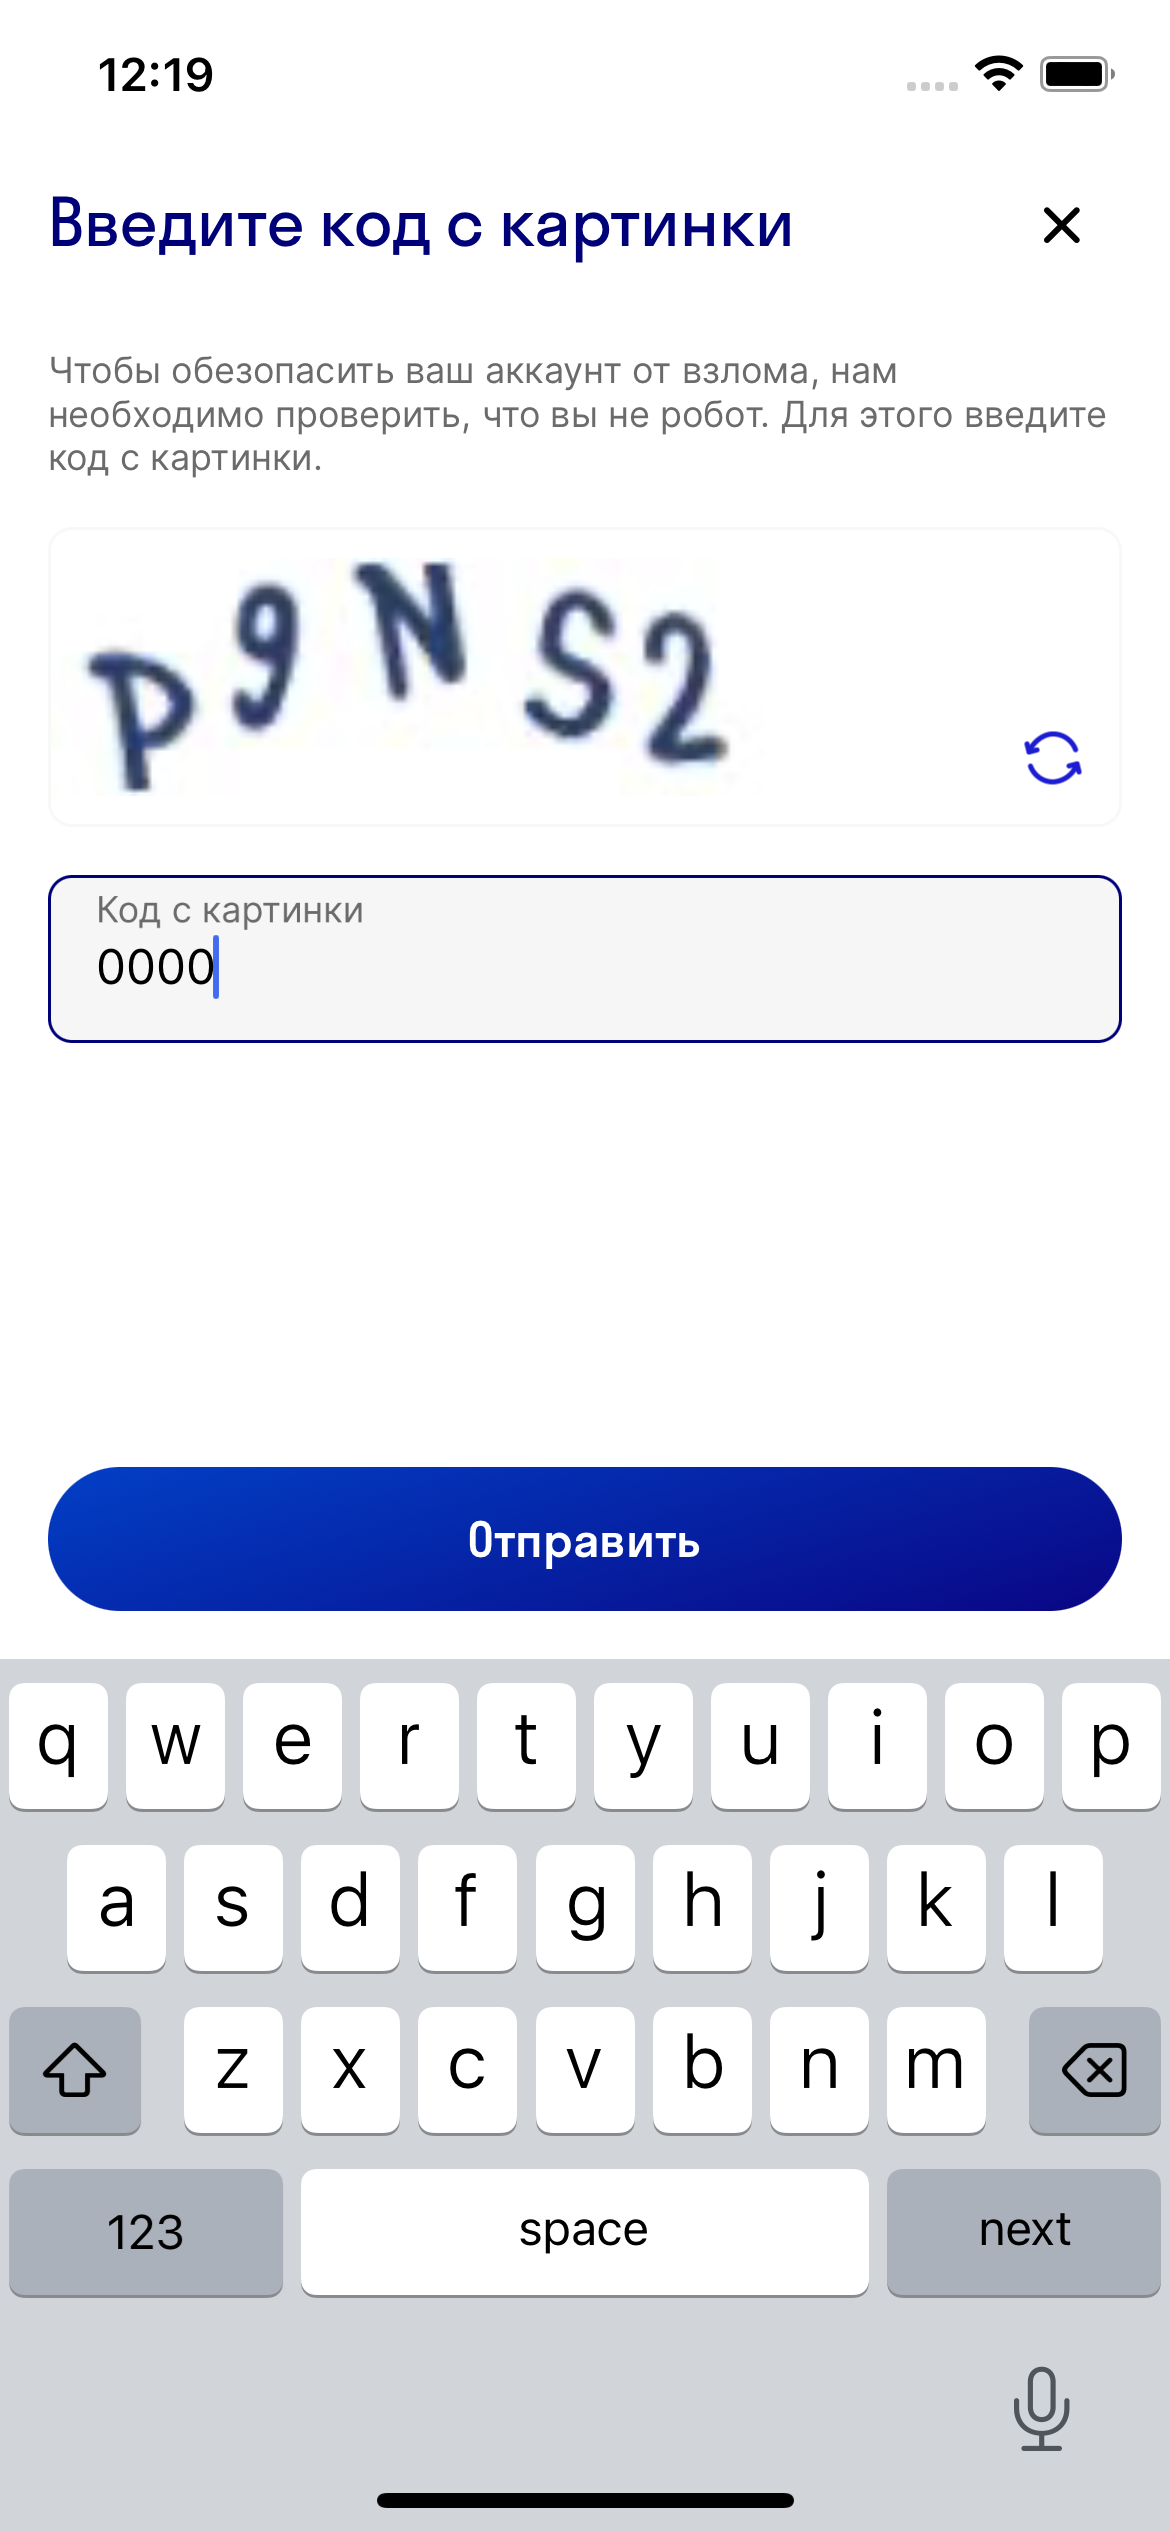 12:19
Введите код с картинки
Чтобы обезопасить ваш аккаунт от взлома, нам
необходимо проверить, что вы не робот. Для этого введите
код с картинки.
P9NS2
Код с картинки
0000
Отправить
q w e r t y u i o p
a s d f g h j k l
z x c v b n m
123 space next